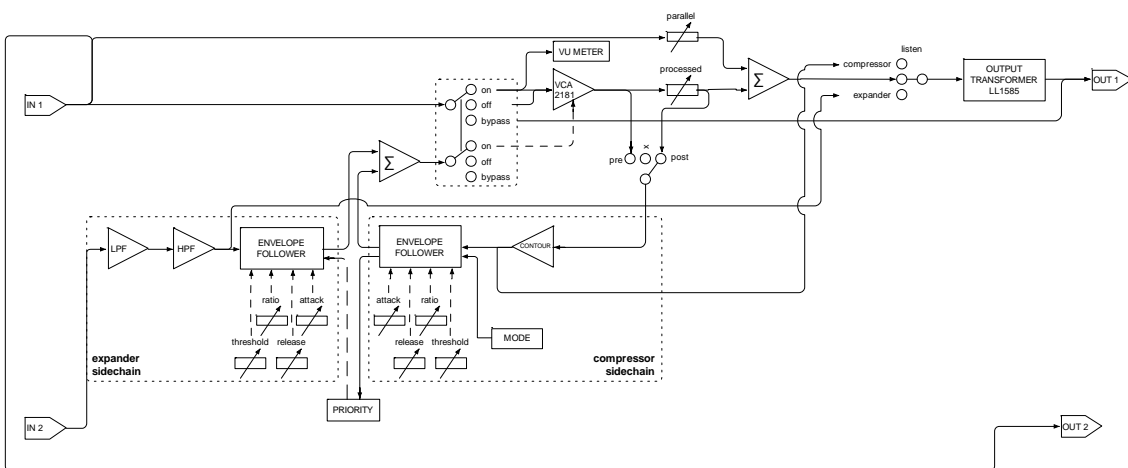 parallel
listen
VU METER
compressor
processed
OUTPUT
TRANSFORMER
LL1585
Σ
OUT 1
IN 1
on
VCA
2181
off
expander
bypass
on
x
Σ
off
pre
post
bypass
LPF
HPF
ENVELOPE
FOLLOWER
ENVELOPE
FOLLOWER
CONTOUR
ratio
attack
attack
ratio
threshold
release
release
threshold
MODE
expander
sidechain
compressor
sidechain
PRIORITY
IN 2
OUT 2